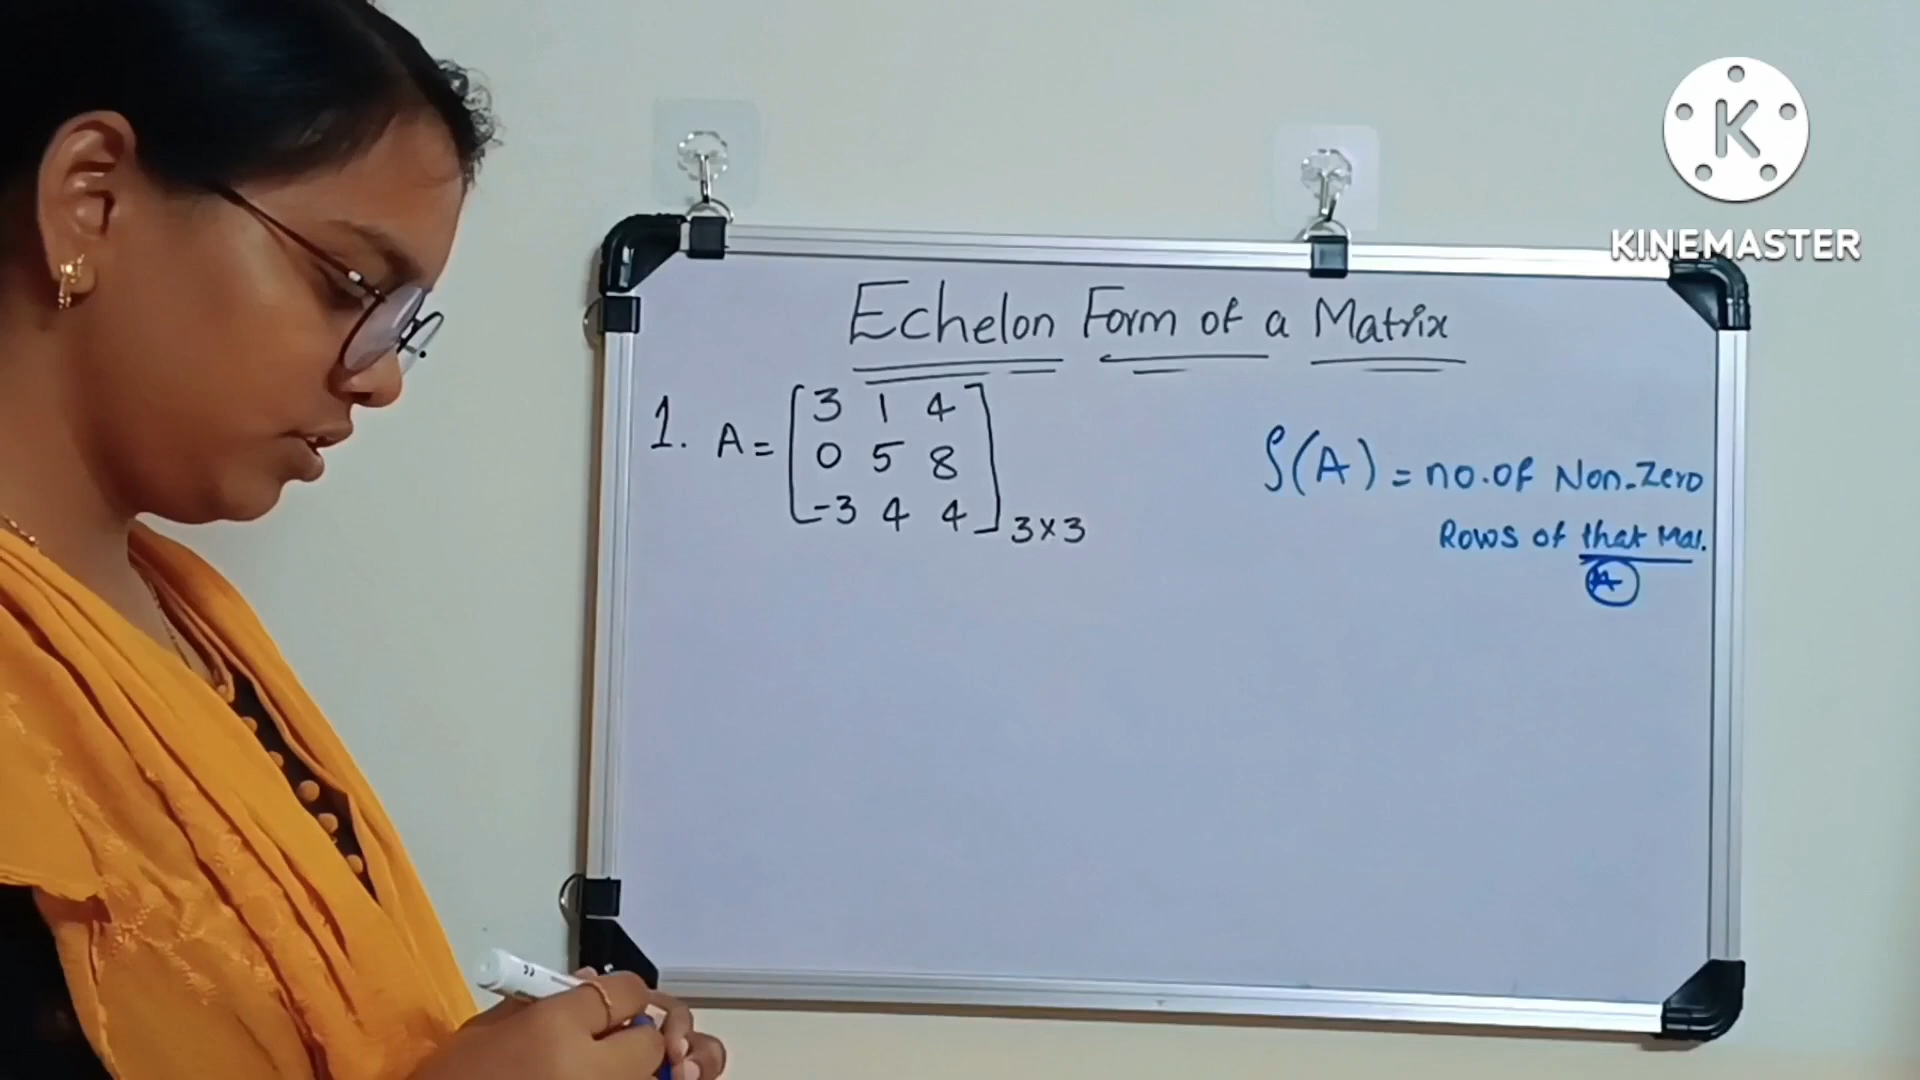 K
KINEMASTER
Echelon Form of a Matrix
1. A = [3 1 4
0 5 8
-3 4 4] 3×3
ρ(A) = no.of Non-Zero
Rows of that Mat.
A